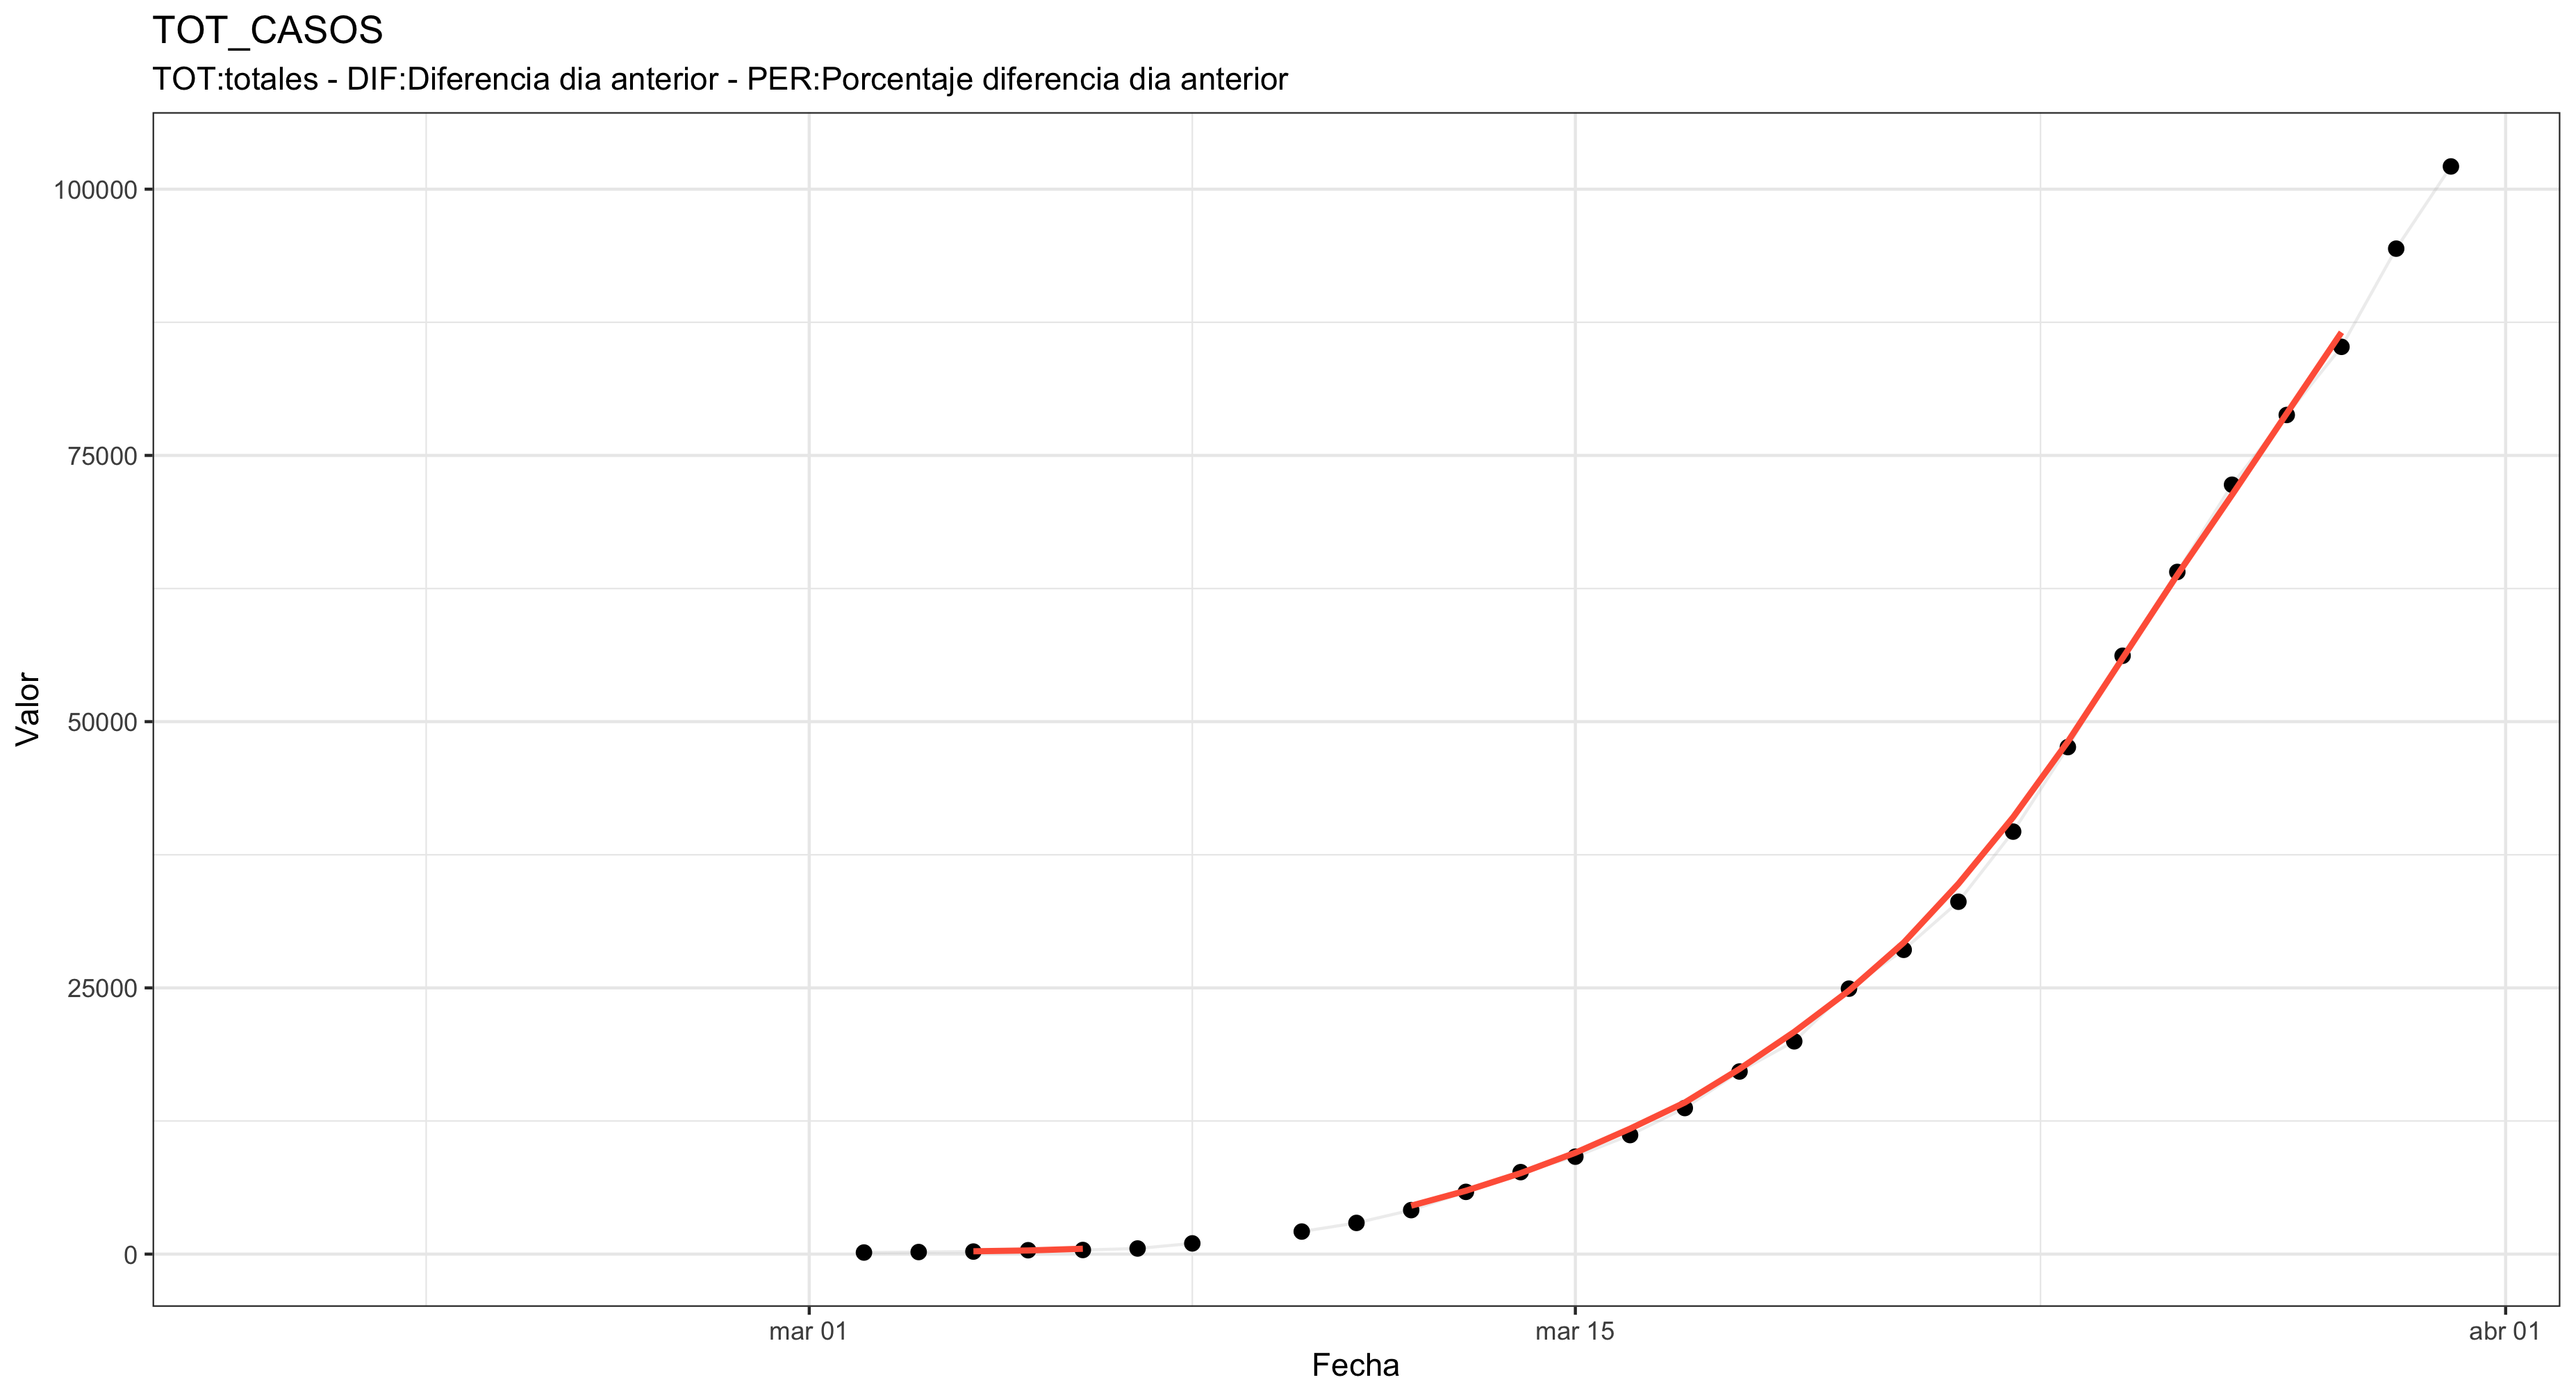 TOT_CASOS
TOT:totales - DIF:Diferencia dia anterior - PER:Porcentaje diferencia dia anterior
100000
75000
50000
25000
0
Valor
mar 01
mar 15
abr 01
Fecha